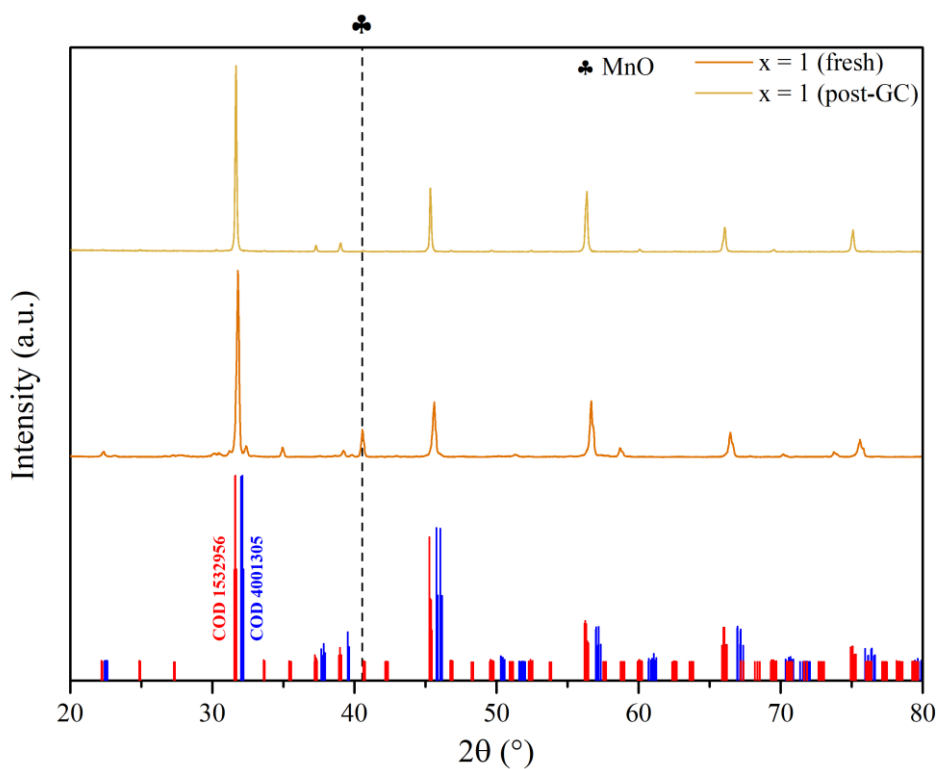 ♣
♣ MnO
x = 1 (fresh)
x = 1 (post-GC)
Intensity (a.u.)
COD 1532956
COD 4001305
20 30 40 50 60 70 80
2θ (°)